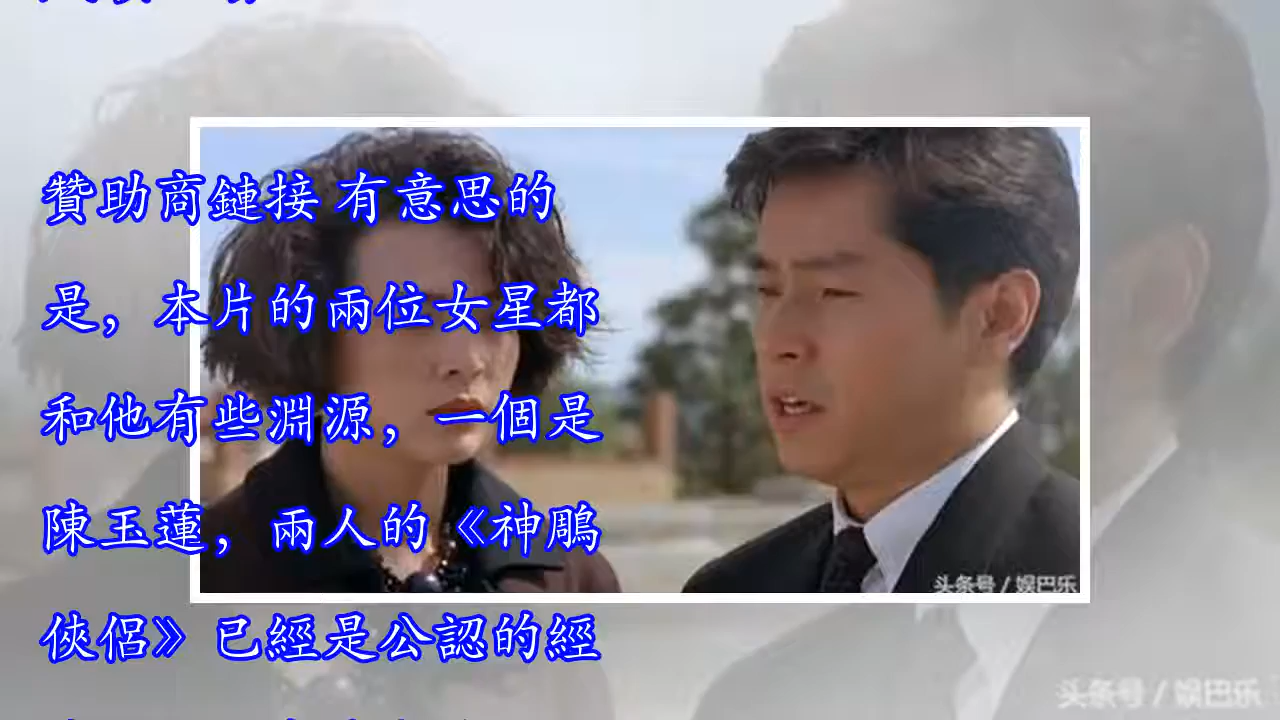 贊助商鏈接 有意思的
是，本片的兩位女星都
和他有些淵源，一個是
陳玉蓮，兩人的《神鵰
俠侶》已經是公認的經
头条号 / 娱巴乐
头条号 / 娱巴乐